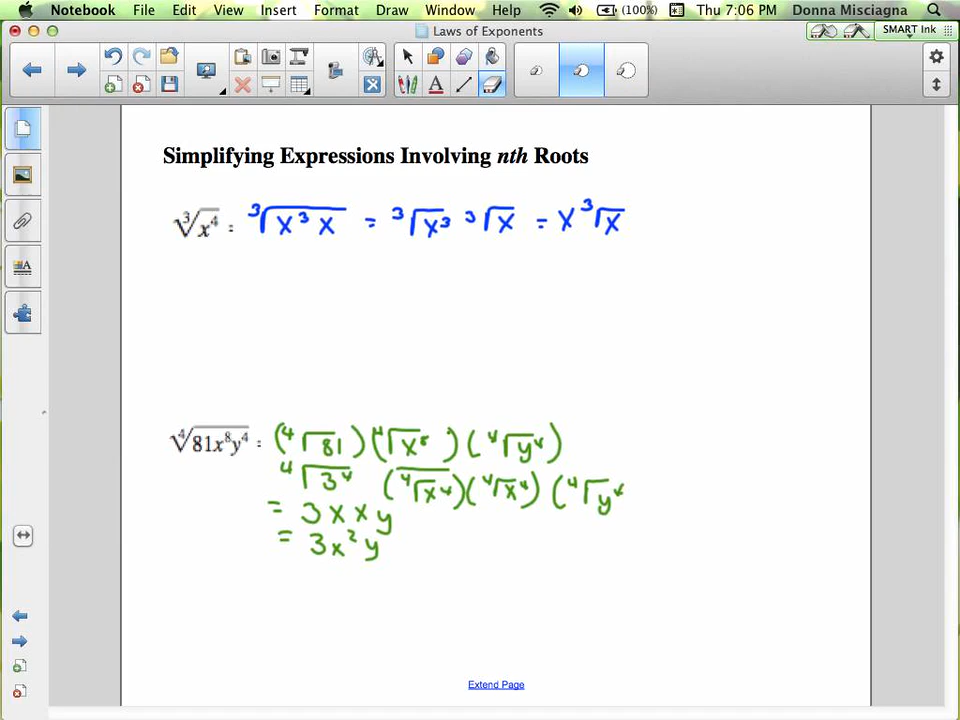 Notebook File Edit View Insert Format Draw Window Help (100%) Thu 7:06 PM Donna Misciagna
Laws of Exponents
SMART Ink
Simplifying Expressions Involving nth Roots
∛x⁴ = ∛(x³ x) = ∛x³ ∛x = x ∛x
∜(81x⁸y⁴) = (∜81)(∜x⁸)(∜y⁴)
∜3⁴ (∜x⁴)(∜x⁴)(∜y⁴
= 3 x x y
= 3x²y
Extend Page